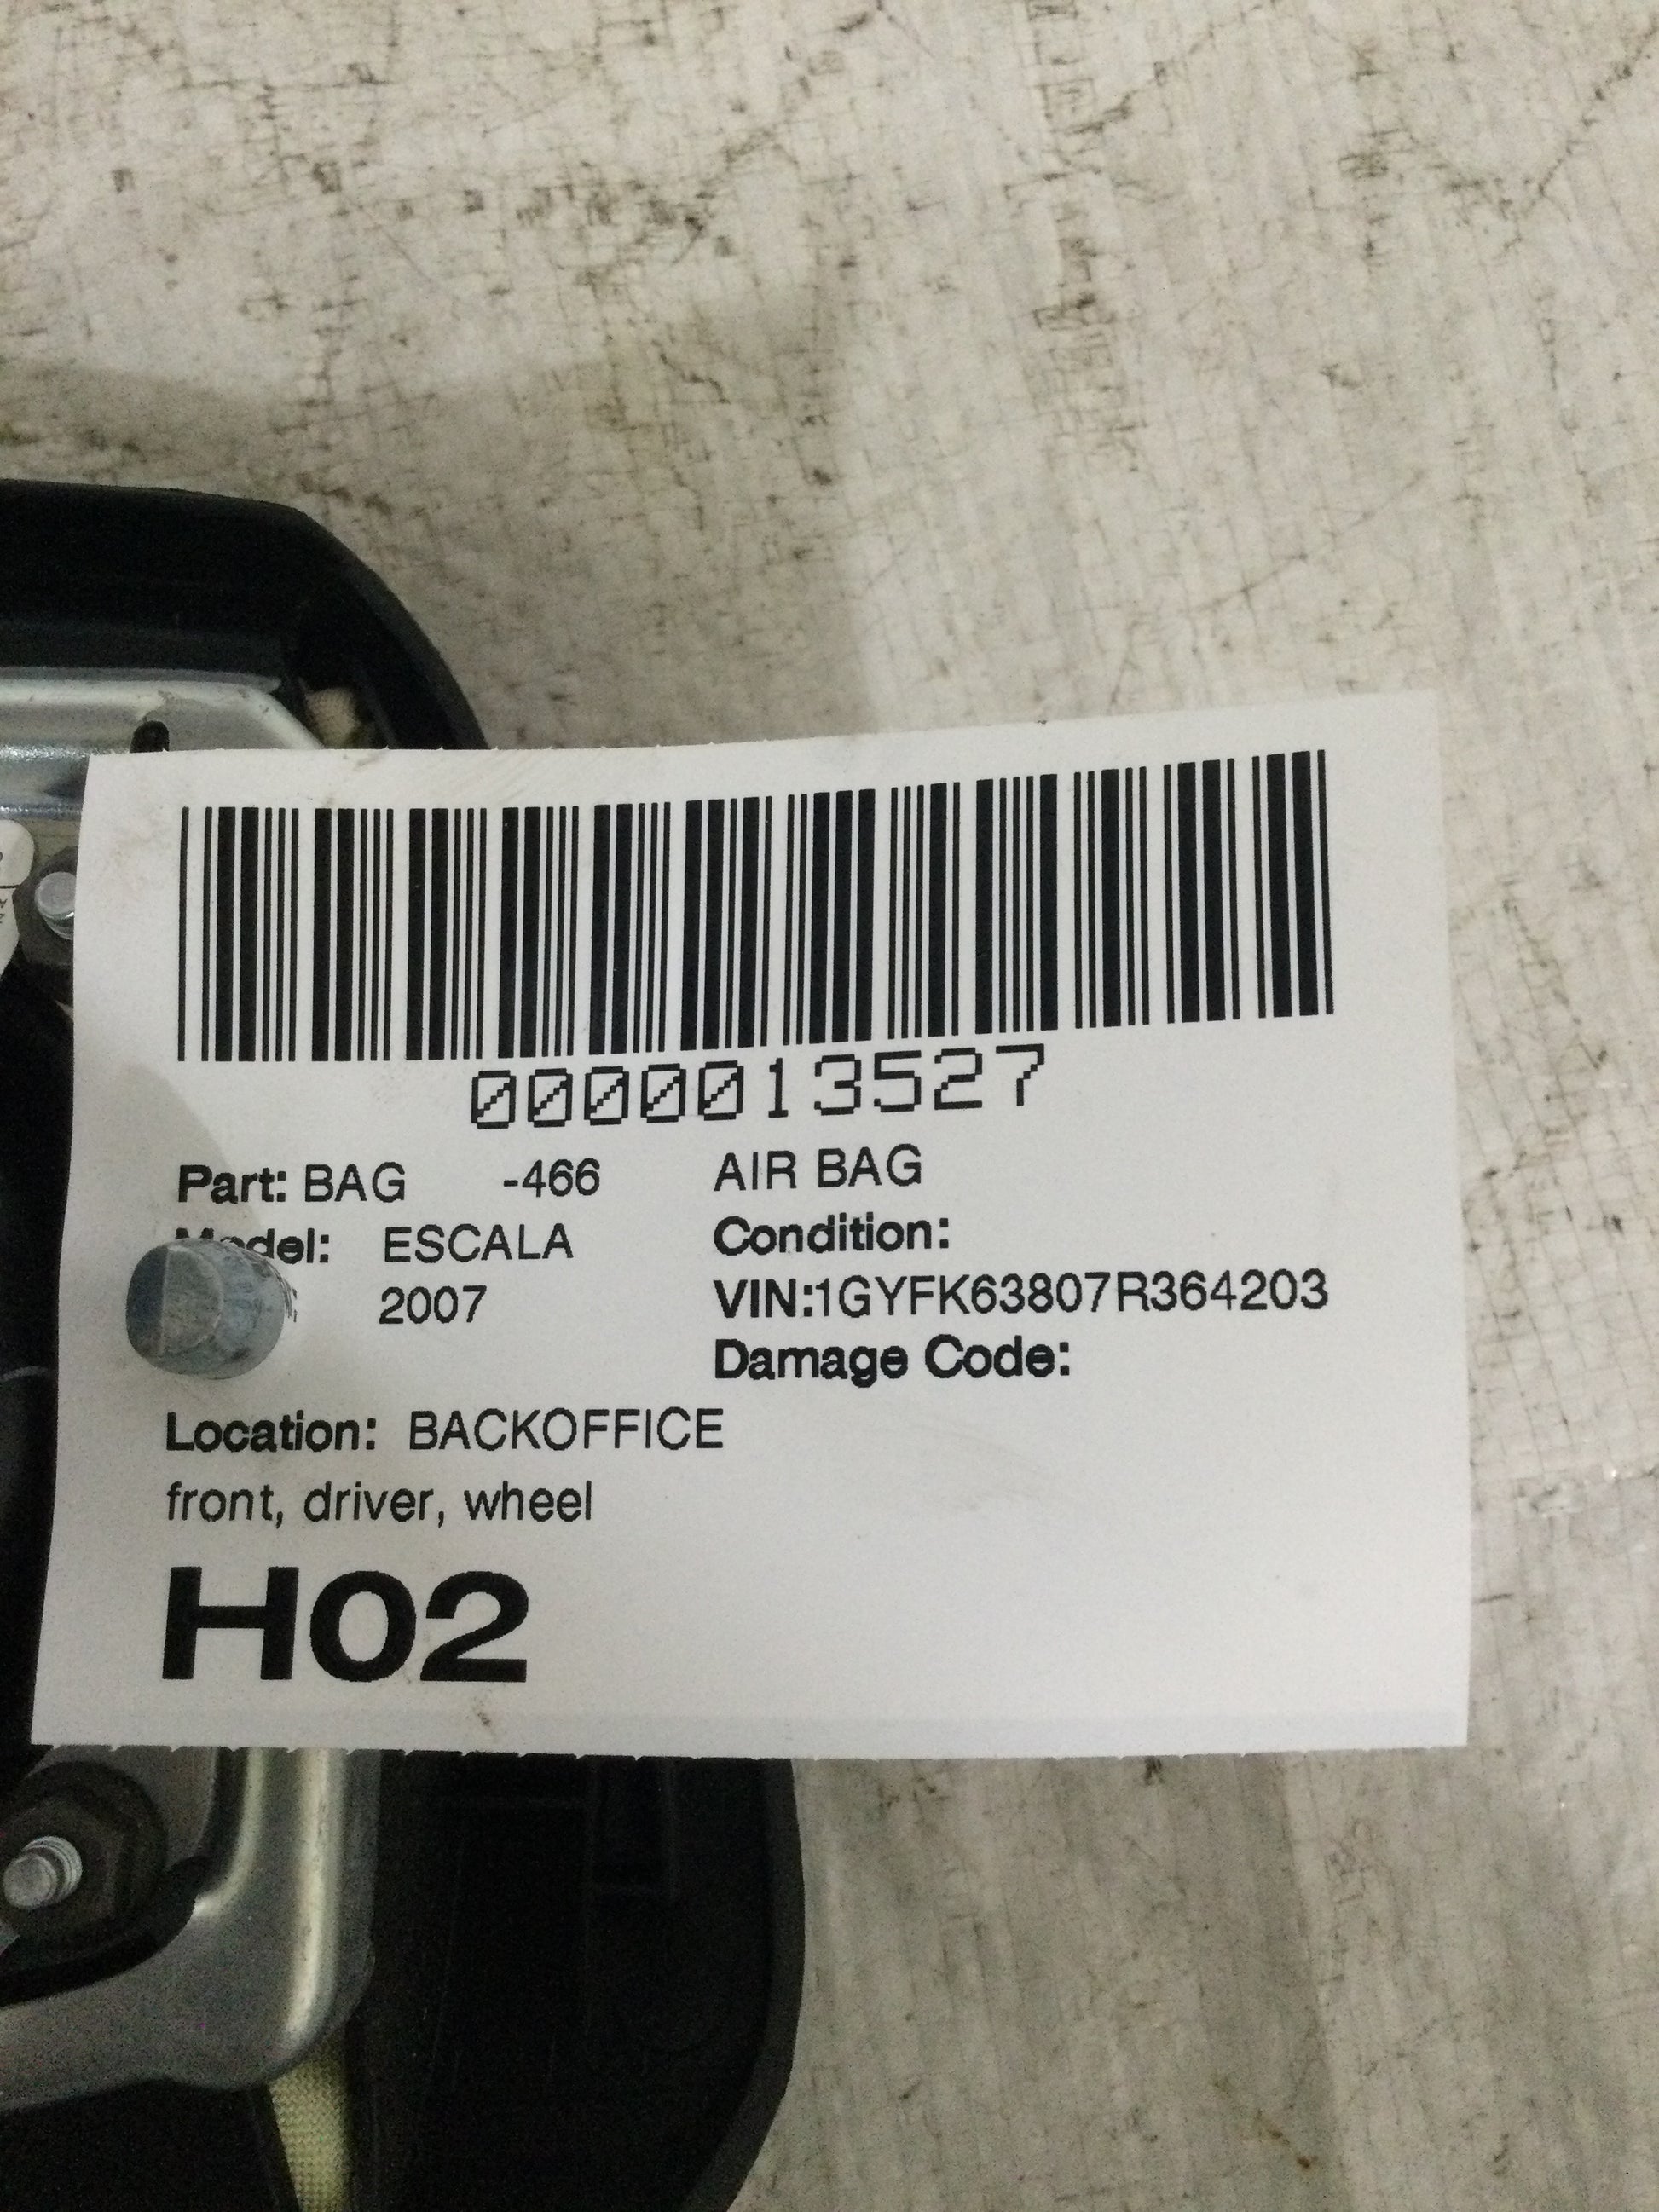 0000013527
Part: BAG -466 AIR BAG
Model: ESCALA Condition:
2007 VIN:1GYFK63807R364203
Damage Code:
Location: BACKOFFICE
front, driver, wheel
H02